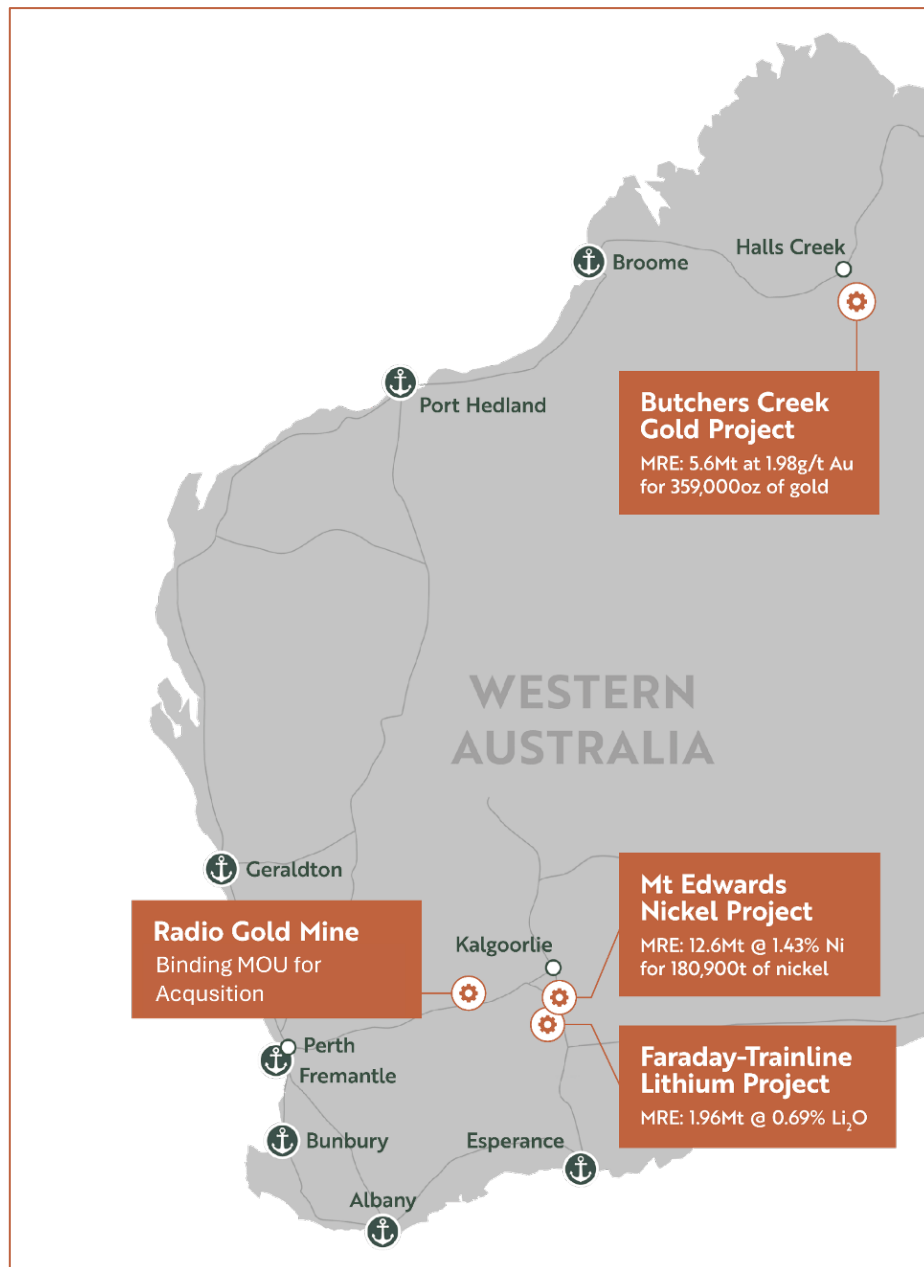 Halls Creek
Broome
Port Hedland
Butchers Creek
Gold Project
MRE: 5.6Mt at 1.98g/t Au
for 359,000oz of gold
WESTERN
AUSTRALIA
Geraldton
Mt Edwards
Nickel Project
MRE: 12.6Mt @ 1.43% Ni
for 180,900t of nickel
Radio Gold Mine
Binding MOU for
Acqusition
Kalgoorlie
Perth
Fremantle
Faraday-Trainline
Lithium Project
MRE: 1.96Mt @ 0.69% Li₂O
Bunbury
Esperance
Albany